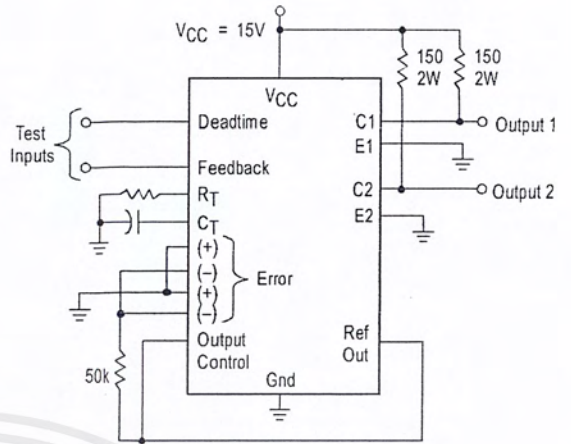 VCC = 15V
150
2W
150
2W
VCC
Test
Inputs
Deadtime
Feedback
RT
CT
(+)
(−)
(+)
(−)
Error
Output
Control
50k
Gnd
C1
E1
C2
E2
Ref
Out
Output 1
Output 2